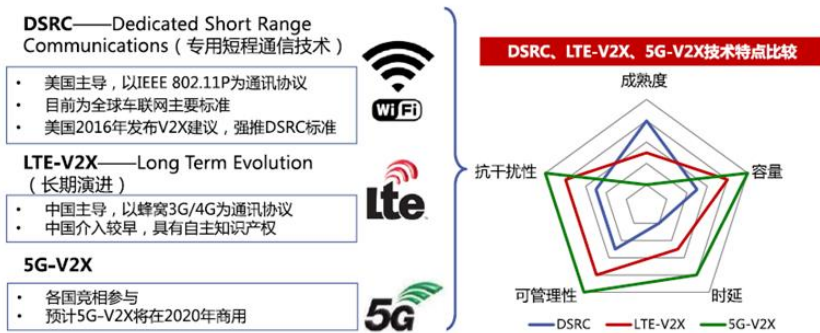 DSRC——Dedicated Short Range
Communications（专用短程通信技术）
• 美国主导，以IEEE 802.11P为通讯协议
• 目前为全球车联网主要标准
• 美国2016年发布V2X建议，强推DSRC标准
WiFi
LTE-V2X——Long Term Evolution
（长期演进）
• 中国主导，以蜂窝3G/4G为通讯协议
• 中国介入较早，具有自主知识产权
Lte
5G-V2X
• 各国竞相参与
• 预计5G-V2X将在2020年商用
5G
DSRC、LTE-V2X、5G-V2X技术特点比较
成熟度
抗干扰性
容量
可管理性
时延
DSRC LTE-V2X 5G-V2X